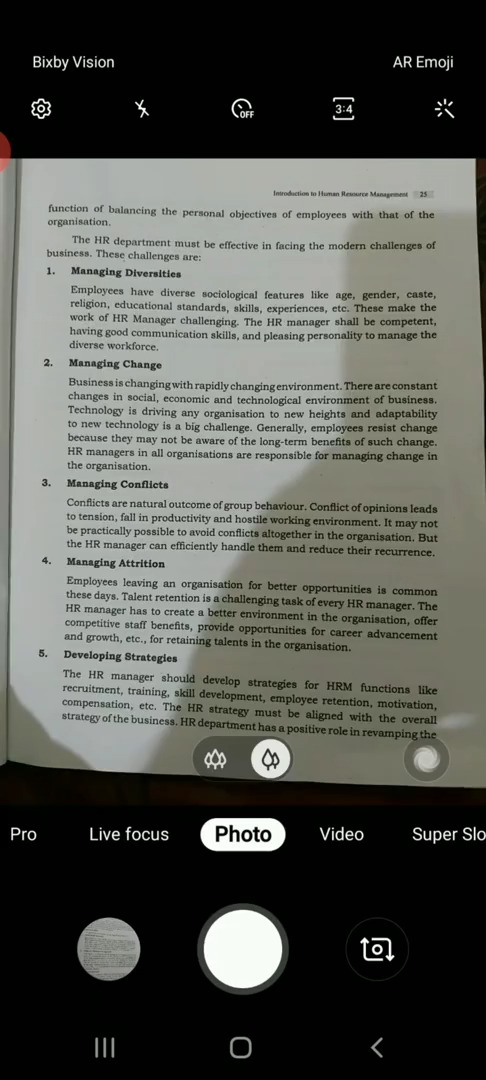 Bixby Vision
AR Emoji
OFF
3:4
Introduction to Human Resource Management 25
function of balancing the personal objectives of employees with that of the
organisation.
The HR department must be effective in facing the modern challenges of
business. These challenges are:
1. Managing Diversities
Employees have diverse sociological features like age, gender, caste,
religion, educational standards, skills, experiences, etc. These make the
work of HR Manager challenging. The HR manager shall be competent,
having good communication skills, and pleasing personality to manage the
diverse workforce.
2. Managing Change
Business is changing with rapidly changing environment. There are constant
changes in social, economic and technological environment of business.
Technology is driving any organisation to new heights and adaptability
to new technology is a big challenge. Generally, employees resist change
because they may not be aware of the long-term benefits of such change.
HR managers in all organisations are responsible for managing change in
the organisation.
3. Managing Conflicts
Conflicts are natural outcome of group behaviour. Conflict of opinions leads
to tension, fall in productivity and hostile working environment. It may not
be practically possible to avoid conflicts altogether in the organisation. But
the HR manager can efficiently handle them and reduce their recurrence.
4. Managing Attrition
Employees leaving an organisation for better opportunities is common
these days. Talent retention is a challenging task of every HR manager. The
HR manager has to create a better environment in the organisation, offer
competitive staff benefits, provide opportunities for career advancement
and growth, etc., for retaining talents in the organisation.
5. Developing Strategies
The HR manager should develop strategies for HRM functions like
recruitment, training, skill development, employee retention, motivation,
compensation, etc. The HR strategy must be aligned with the overall
strategy of the business. HR department has a positive role in revamping the
Pro
Live focus
Photo
Video
Super Slo